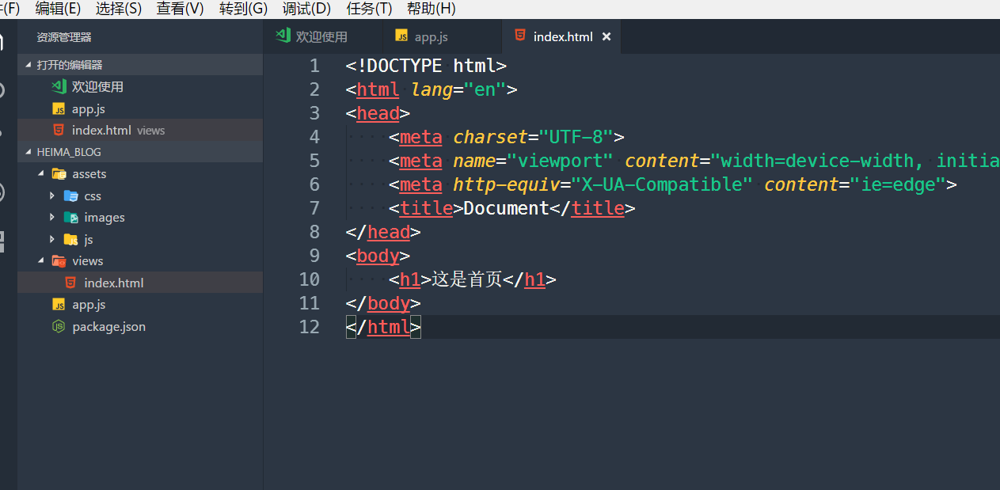 (F) 编辑(E) 选择(S) 查看(V) 转到(G) 调试(D) 任务(T) 帮助(H)
资源管理器
打开的编辑器
欢迎使用
app.js
index.html views
HEIMA_BLOG
assets
css
images
js
views
index.html
app.js
package.json
欢迎使用 app.js index.html
1 <!DOCTYPE html>
2 <html lang="en">
3 <head>
4 <meta charset="UTF-8">
5 <meta name="viewport" content="width=device-width, initia
6 <meta http-equiv="X-UA-Compatible" content="ie=edge">
7 <title>Document</title>
8 </head>
9 <body>
10 <h1>这是首页</h1>
11 </body>
12 </html>